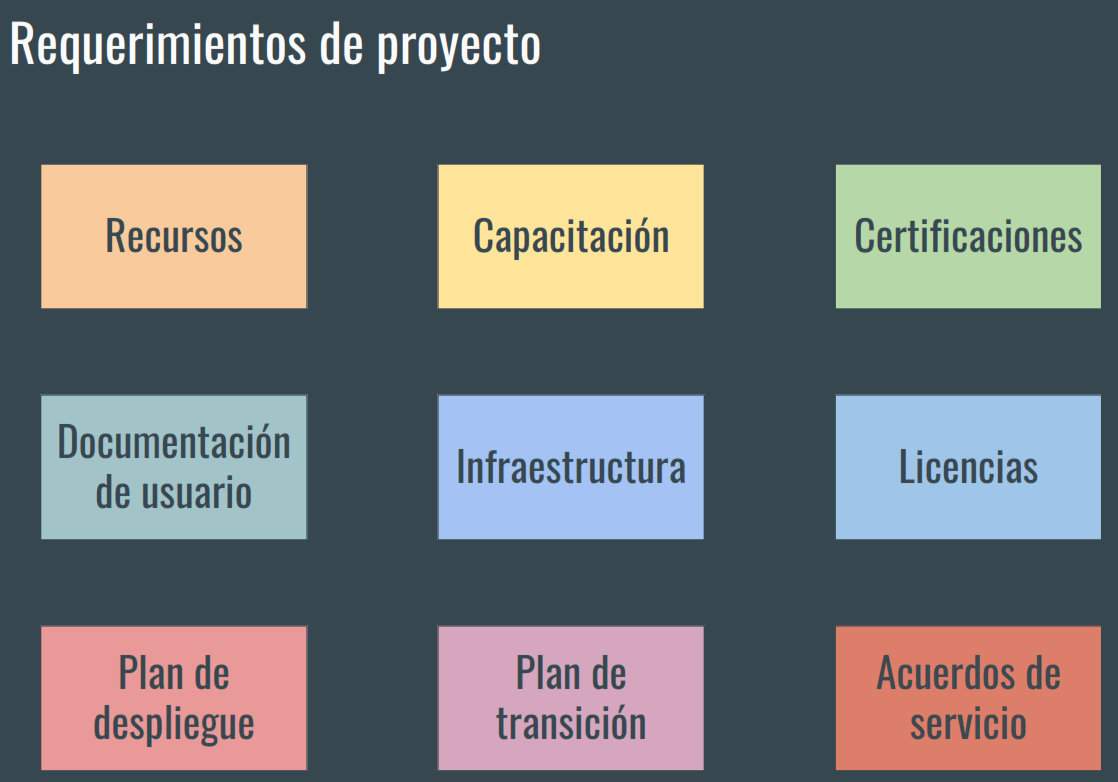 Requerimientos de proyecto
Recursos
Capacitación
Certificaciones
Documentación
de usuario
Infraestructura
Licencias
Plan de
despliegue
Plan de
transición
Acuerdos de
servicio